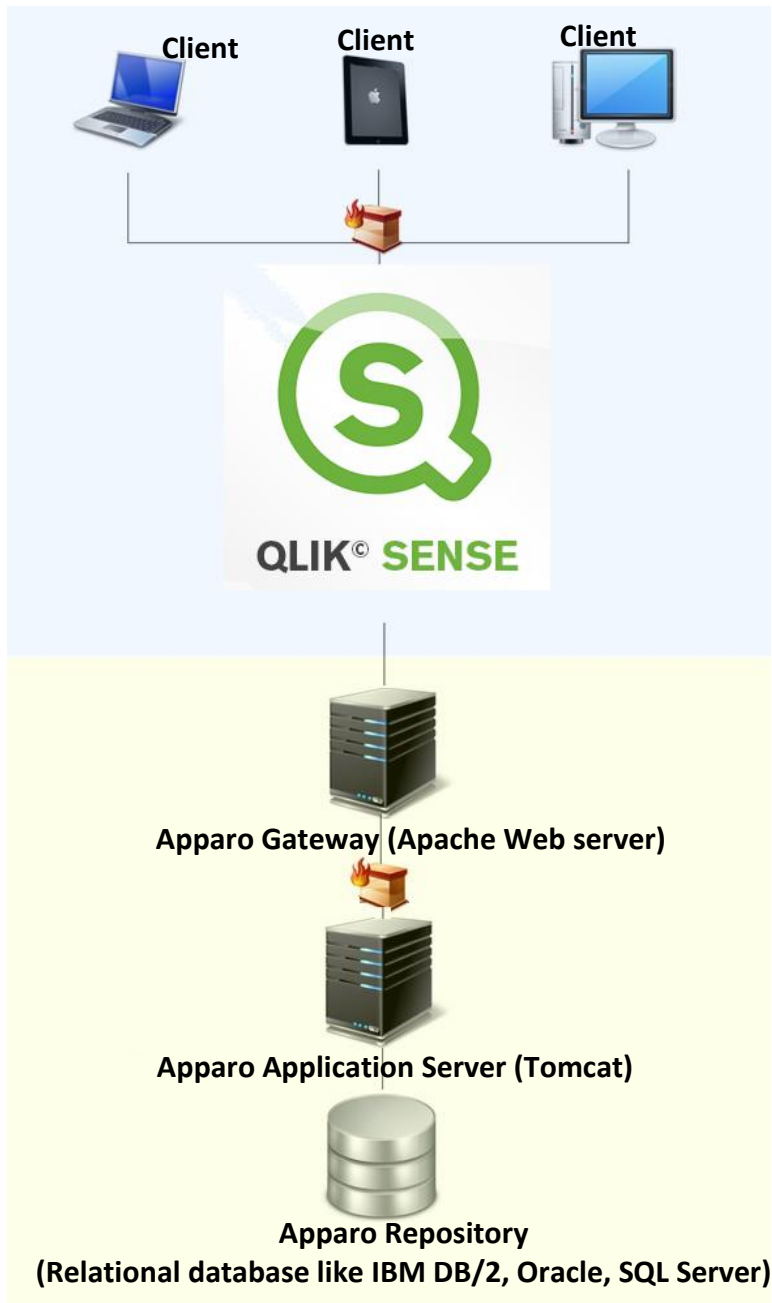 Client
Client
Client
S
QLIK© SENSE
Apparo Gateway (Apache Web server)
Apparo Application Server (Tomcat)
Apparo Repository
(Relational database like IBM DB/2, Oracle, SQL Server)